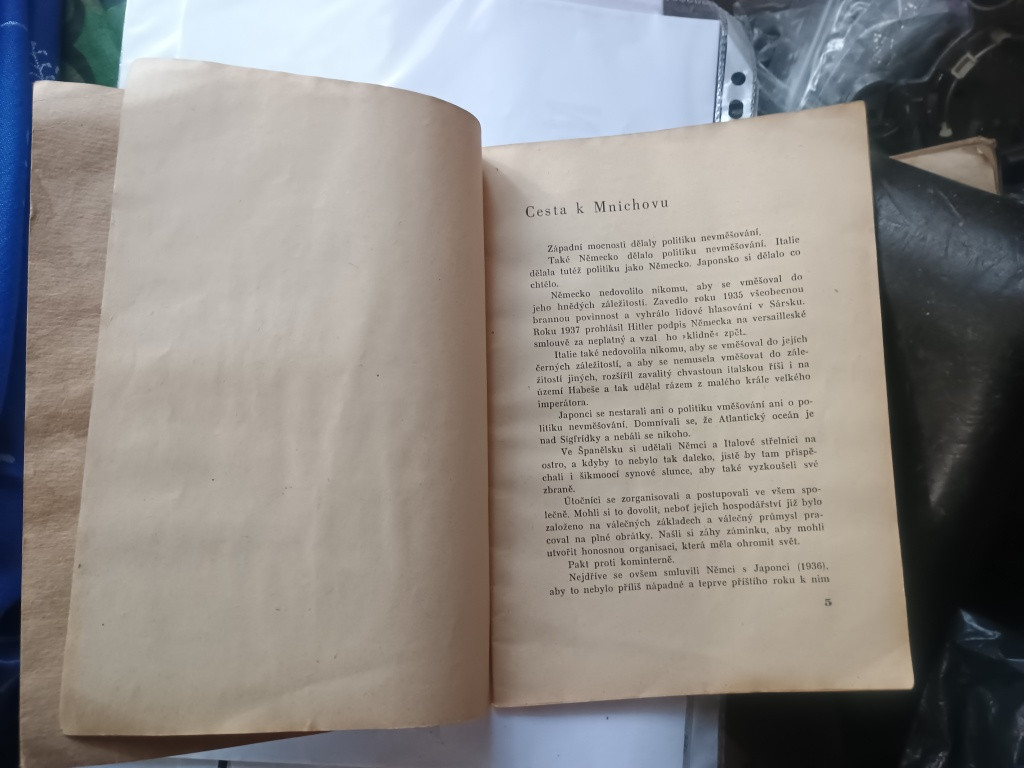 Cesta k Mnichovu
Západní mocnosti dělaly politiku nevměšování.
Také Německo dělalo politiku nevměšování. Italie
dělala tutéž politiku jako Německo. Japonsko si dělalo co
chtělo.
Německo nedovolilo nikomu, aby se vměšoval do
jeho hnědých záležitostí. Zavedlo roku 1935 všeobecnou
brannou povinnost a vyhrálo lidové hlasování v Sársku.
Roku 1937 prohlásil Hitler podpis Německa na versailleské
smlouvě za neplatný a vzal ho »klidně« zpět.
Italie také nedovolila nikomu, aby se vměšoval do jejích
černých záležitostí, a aby se nemusela vměšovat do zále-
žitostí jiných, rozšířil zavalitý chvastoun italskou říši i na
území Habeše a tak udělal rázem z malého krále velkého
imperátora.
Japonci se nestarali ani o politiku vměšování ani o po-
litiku nevměšování. Domnívali se, že Atlantický oceán je
nad Sigfrídky a nebáli se nikoho.
Ve Španělsku si udělali Němci a Italové střelnici na
ostro, a kdyby to nebylo tak daleko, jistě by tam přispě-
chali i šikmoocí synové slunce, aby také vyzkoušeli své
zbraně.
Útočníci se zorganisovali a postupovali ve všem spo-
lečně. Mohli si to dovolit, neboť jejich hospodářství již bylo
založeno na válečných základech a válečný průmysl pra-
coval na plné obrátky. Našli si záhy záminku, aby mohli
utvořit honosnou organisaci, která měla ohromit svět.
Pakt proti kominterně.
Nejdříve se ovšem smluvili Němci s Japonci (1936),
aby to nebylo příliš nápadné a teprve příštího roku k nim
5